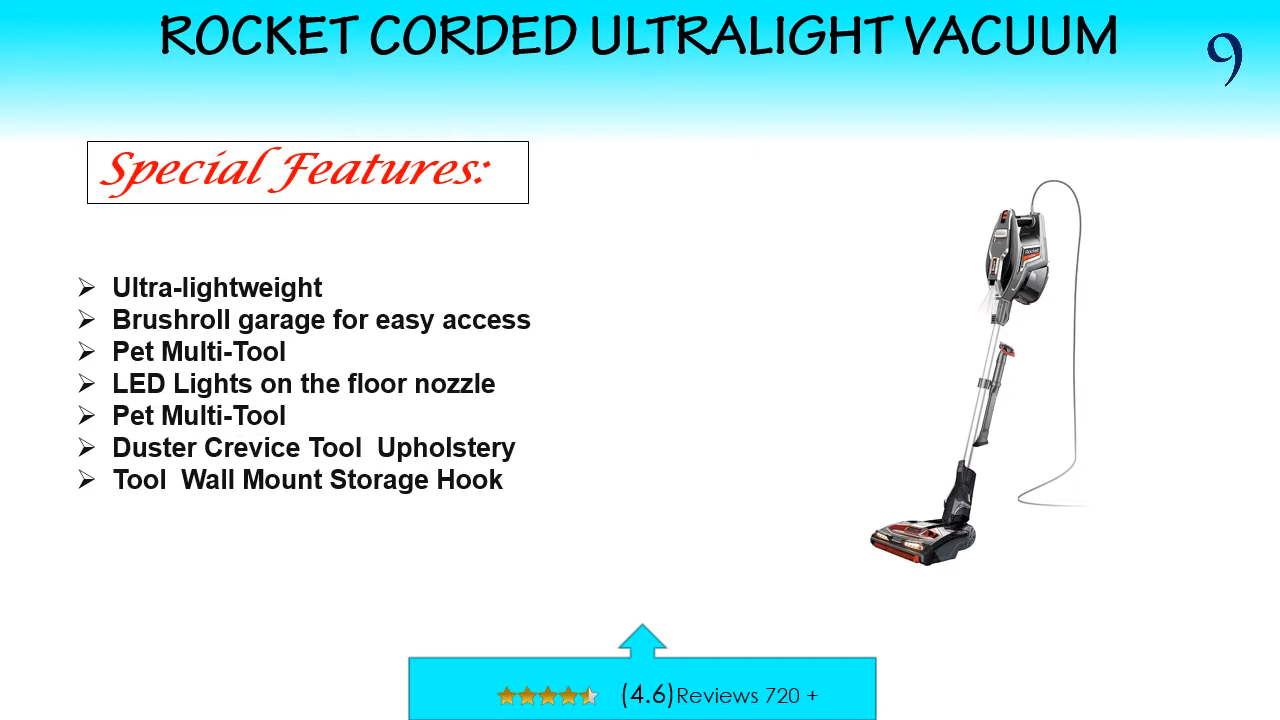 ROCKET CORDED ULTRALIGHT VACUUM
9
Special Features:
Ultra-lightweight
Brushroll garage for easy access
Pet Multi-Tool
LED Lights on the floor nozzle
Pet Multi-Tool
Duster Crevice Tool  Upholstery
Tool  Wall Mount Storage Hook
Rocket
(4.6)Reviews 720 +